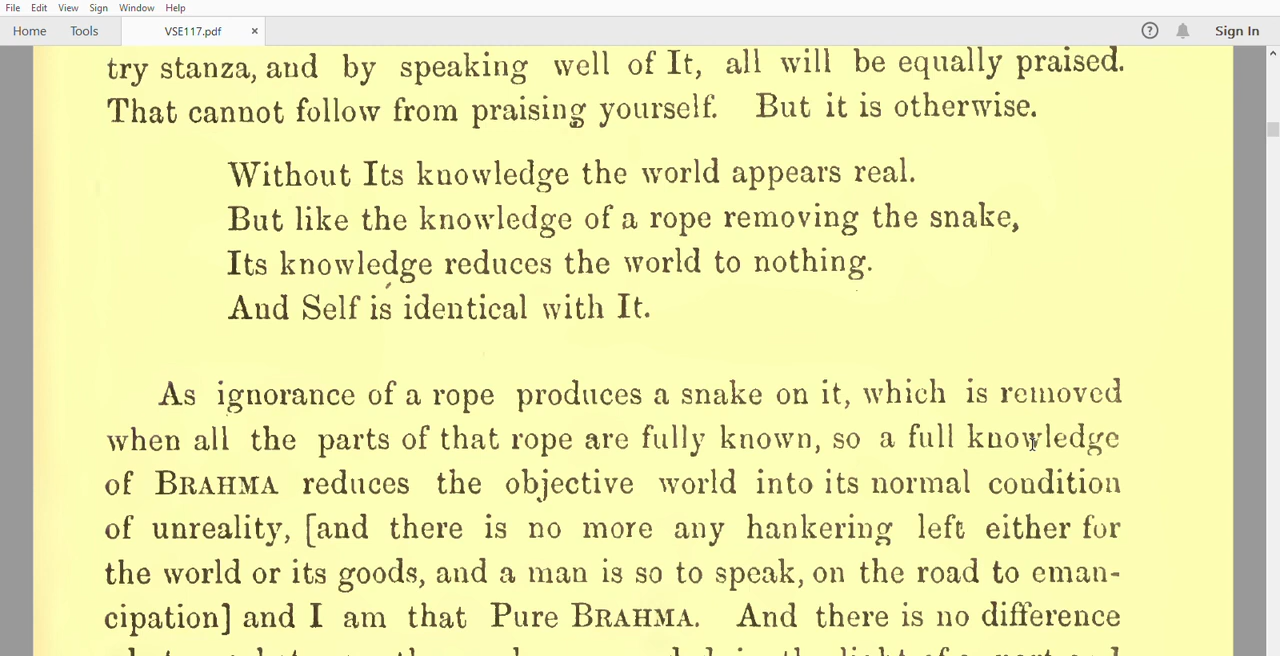 File Edit View Sign Window Help
Home Tools VSE117.pdf × ? Sign In
try stanza, and by speaking well of It, all will be equally praised.
That cannot follow from praising yourself. But it is otherwise.
Without Its knowledge the world appears real.
But like the knowledge of a rope removing the snake,
Its knowledge reduces the world to nothing.
And Self is identical with It.
As ignorance of a rope produces a snake on it, which is removed
when all the parts of that rope are fully known, so a full knowledge
of BRAHMA reduces the objective world into its normal condition
of unreality, [and there is no more any hankering left either for
the world or its goods, and a man is so to speak, on the road to eman-
cipation] and I am that Pure BRAHMA. And there is no difference